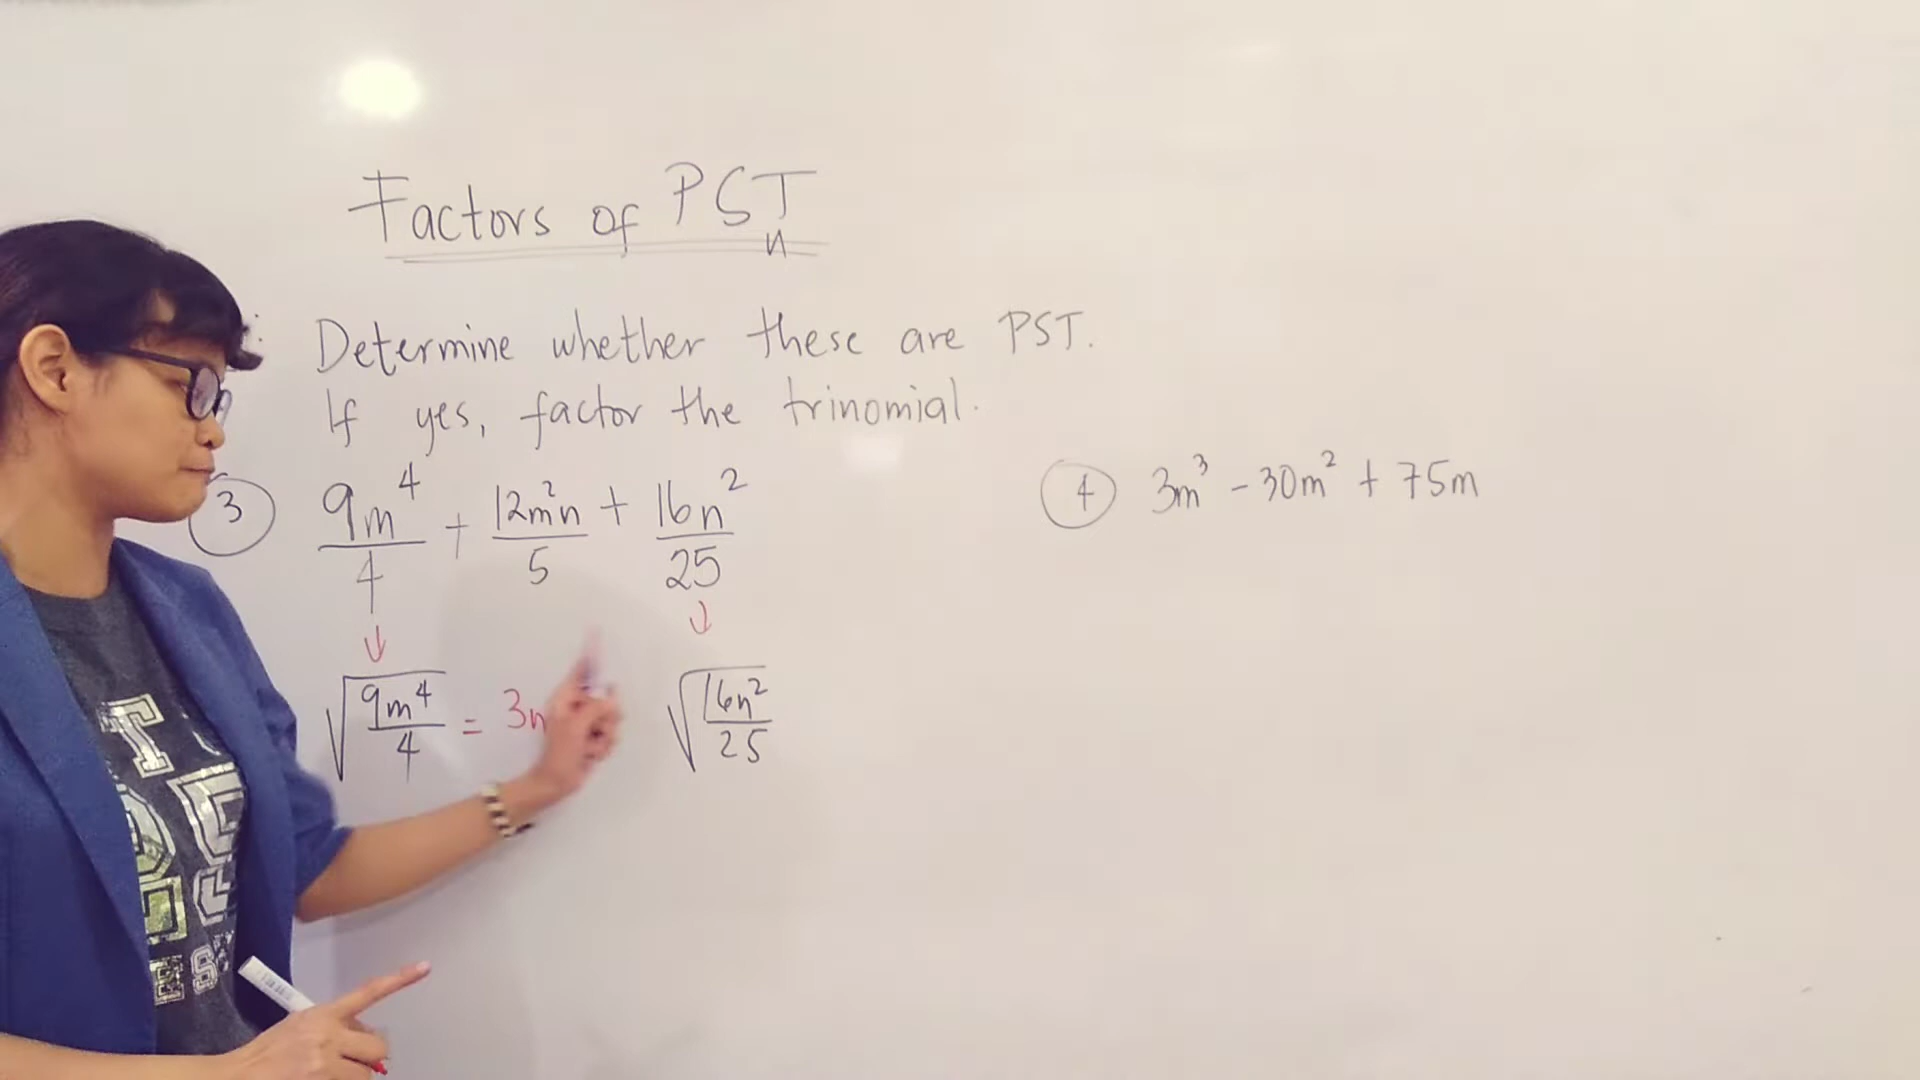 Factors of PST
n
: Determine whether these are PST.
If yes, factor the trinomial.
③ 9m⁴/4 + 12m²n/5 + 16n²/25
↓ ↓
√(9m⁴/4) = 3 √(16n²/25)
④ 3m³ - 30m² + 75m